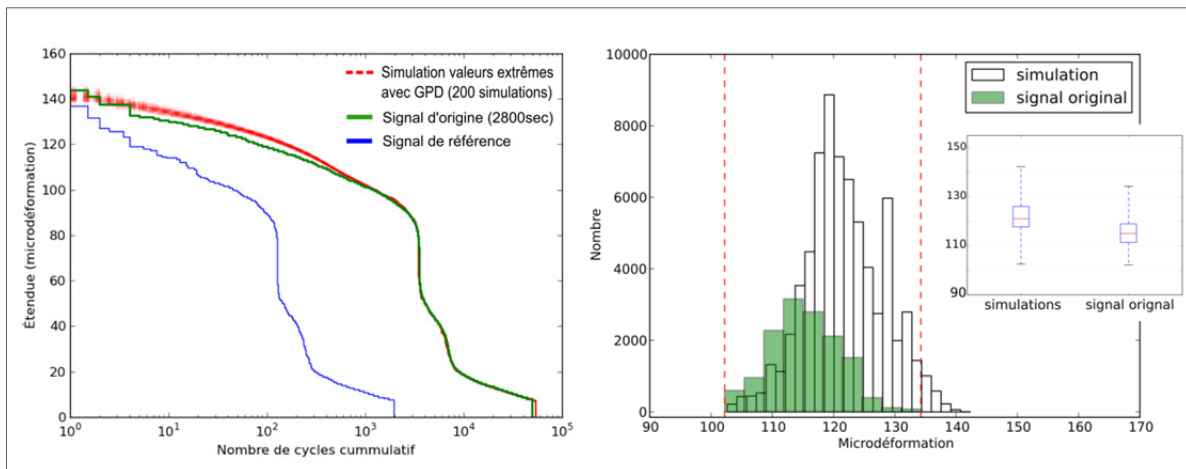 160
140
120
100
80
60
40
20
0
Étendue (microdéformation)
10^0
10^1
10^2
10^3
10^4
10^5
Nombre de cycles cummulatif
Simulation valeurs extrêmes
avec GPD (200 simulations)
Signal d'origine (2800sec)
Signal de référence
10000
8000
6000
4000
2000
0
Nombre
90
100
110
120
130
140
150
160
170
Microdéformation
simulation
signal original
150
130
110
90
simulations
signal orignal